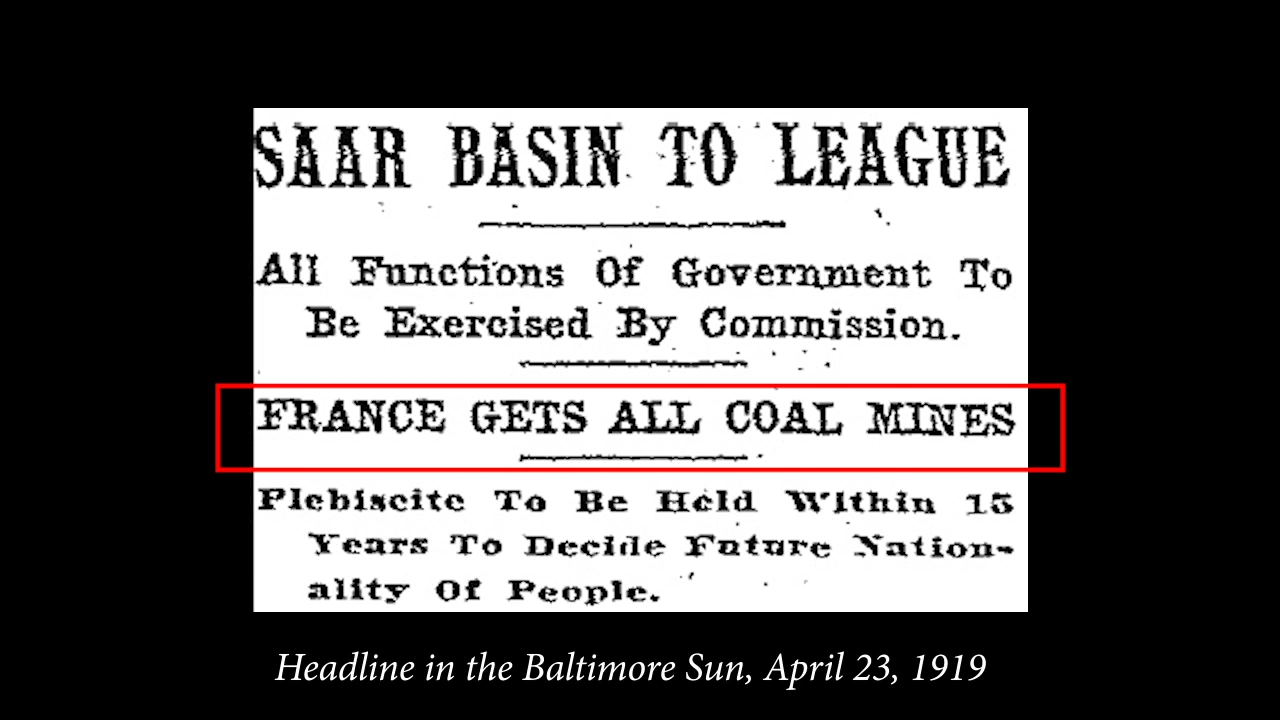 SAAR BASIN TO LEAGUE
All Functions Of Government To
Be Exercised By Commission.
FRANCE GETS ALL COAL MINES
Plebiscite To Be Held Within 15
Years To Decide Future Nation-
ality Of People.
Headline in the Baltimore Sun, April 23, 1919